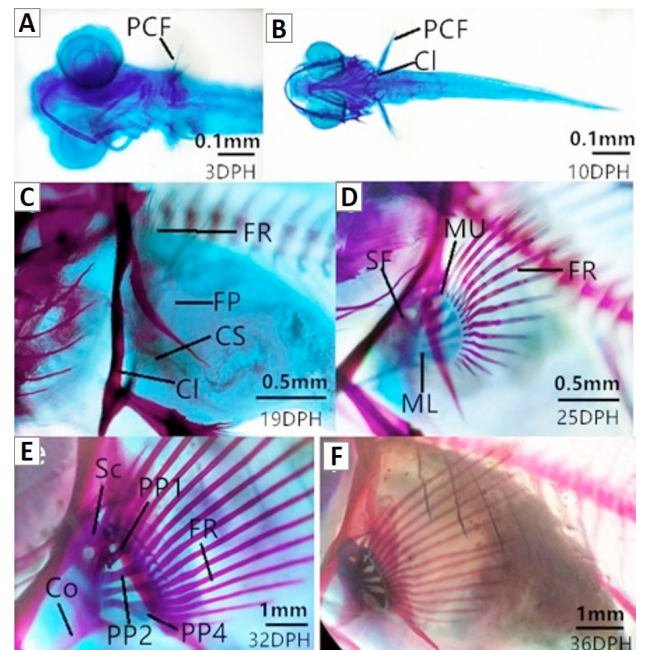 A
PCF
0.1mm
3DPH
B
PCF
Cl
0.1mm
10DPH
C
FR
FP
CS
Cl
0.5mm
19DPH
D
MU
SF
FR
ML
0.5mm
25DPH
E
Sc
PP1
FR
Co
PP2
PP4
1mm
32DPH
F
1mm
36DPH